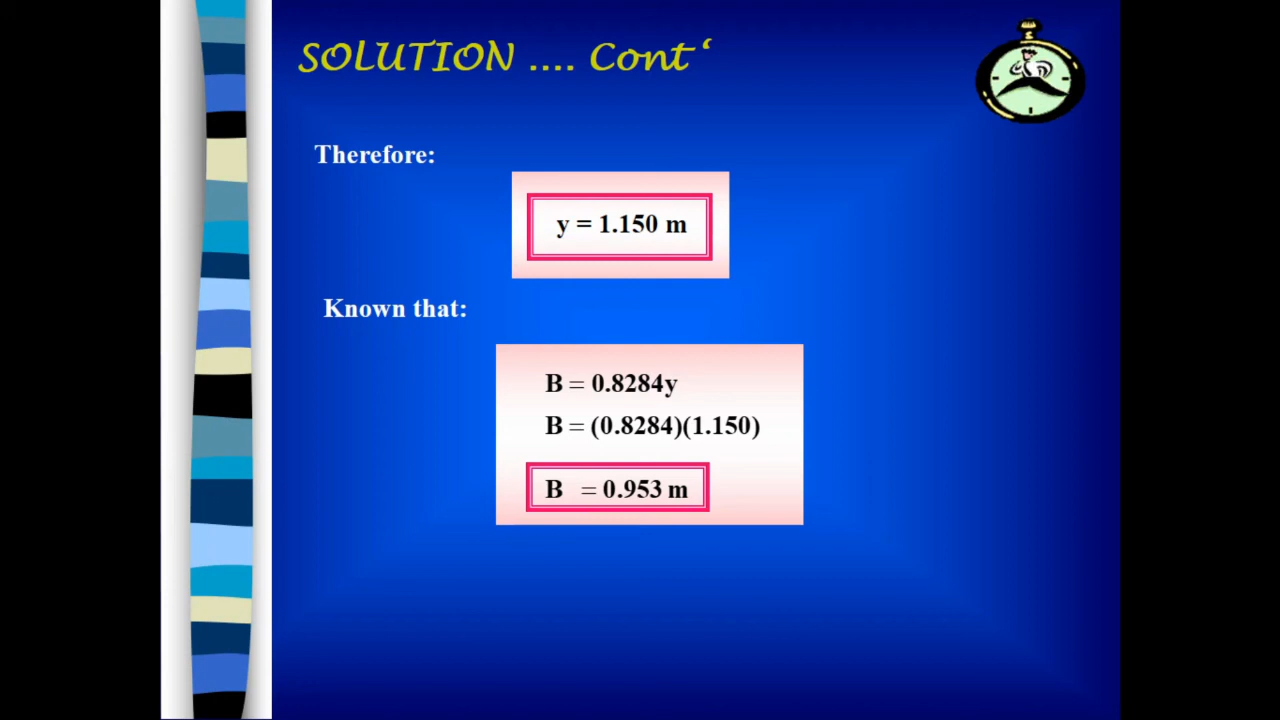 SOLUTION .... Cont‘
Therefore:
y = 1.150 m
Known that:
B = 0.8284y
B = (0.8284)(1.150)
B = 0.953 m